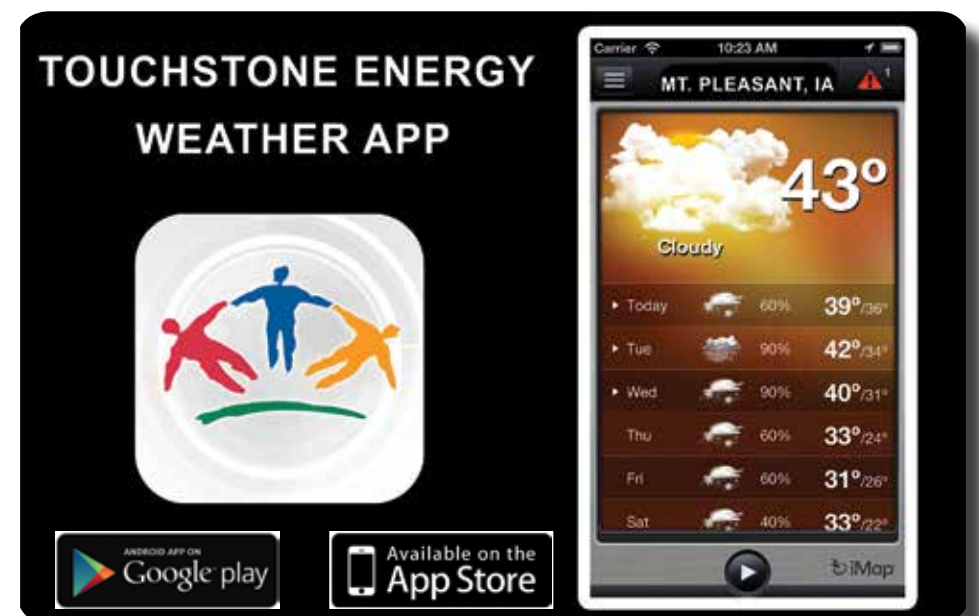 TOUCHSTONE ENERGY
WEATHER APP
ANDROID APP ON
Google play
Available on the
App Store
Carrier 10:23 AM
MT. PLEASANT, IA 1
43º
Cloudy
Today 60% 39º/36º
Tue 90% 42º/34º
Wed 90% 40º/31º
Thu 60% 33º/24º
Fri 60% 31º/26º
Sat 40% 33º/22º
iMap